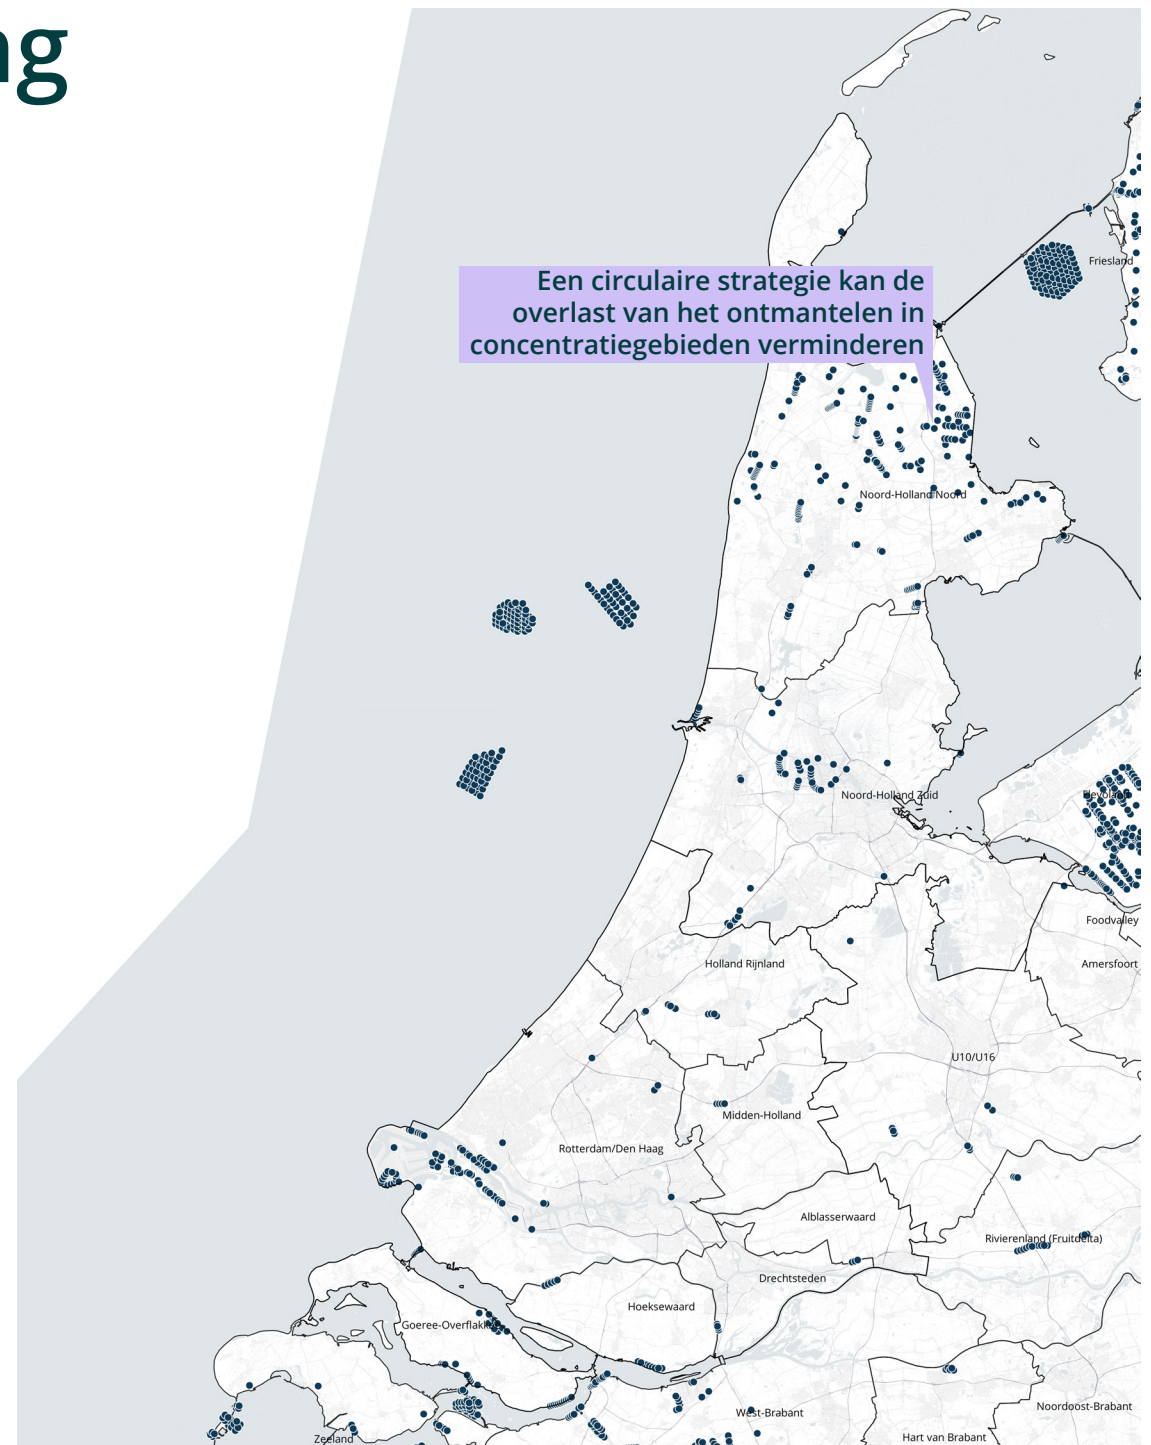 ng
Friesland
Een circulaire strategie kan de
overlast van het ontmantelen in
concentratiegebieden verminderen
Noord-Holland Noord
Noord-Holland Zuid
Flevoland
Foodvalley
Holland Rijnland
Amersfoort
U10/U16
Midden-Holland
Rotterdam/Den Haag
Alblasserwaard
Rivierenland (Fruitdelta)
Drechtsteden
Hoeksewaard
Goeree-Overflakkee
Noordoost-Brabant
West-Brabant
Hart van Brabant
Zeeland